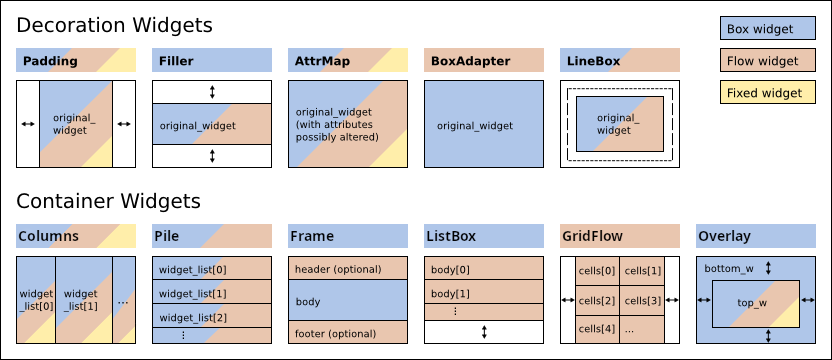 Decoration Widgets
Box widget
Flow widget
Fixed widget
Padding
Filler
AttrMap
BoxAdapter
LineBox
original_
widget
original_widget
original_widget
(with attributes
possibly altered)
original_widget
original_
widget
Container Widgets
Columns
Pile
Frame
ListBox
GridFlow
Overlay
widget
_list[0]
widget
_list[1]
...
widget_list[0]
widget_list[1]
widget_list[2]
⋮
header (optional)
body
footer (optional)
body[0]
body[1]
⋮
cells[0] cells[1]
cells[2] cells[3]
cells[4] ...
bottom_w
top_w